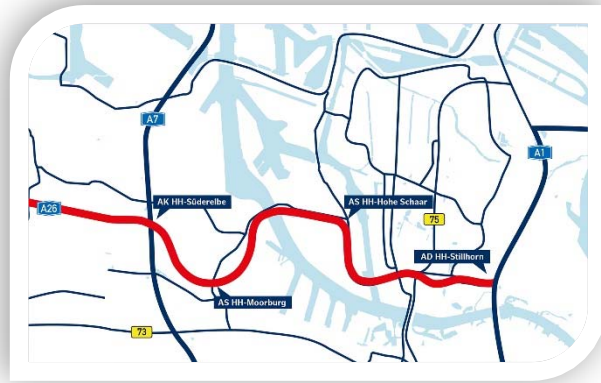 A7
A1
AK HH-Süderelbe
AS HH-Hohe Schaar
A26
75
AD HH-Stillhorn
AS HH-Moorburg
73